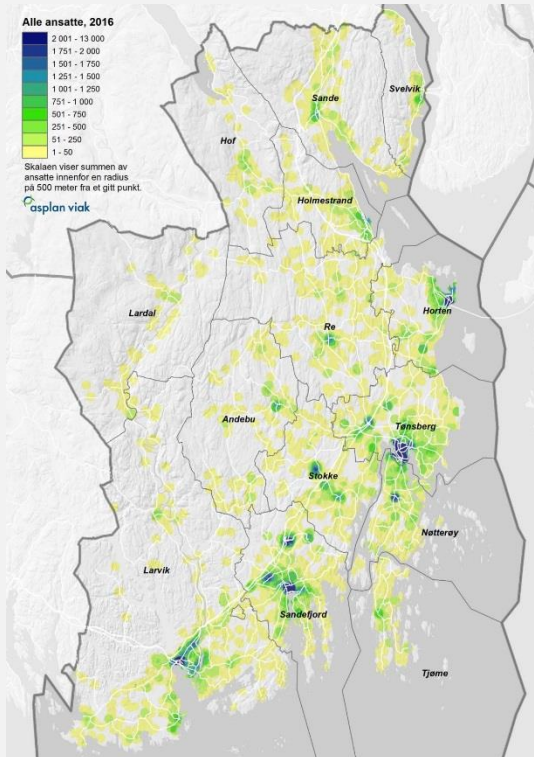 Alle ansatte, 2016
2 001 - 13 000
1 751 - 2 000
1 501 - 1 750
1 251 - 1 500
1 001 - 1 250
751 - 1 000
501 - 750
251 - 500
51 - 250
1 - 50
Skalaen viser summen av
ansatte innenfor en radius
på 500 meter fra et gitt punkt.
asplan viak
Svelvik
Sande
Hof
Holmestrand
Lardal
Horten
Re
Andebu
Tønsberg
Stokke
Nøtterøy
Larvik
Sandefjord
Tjøme